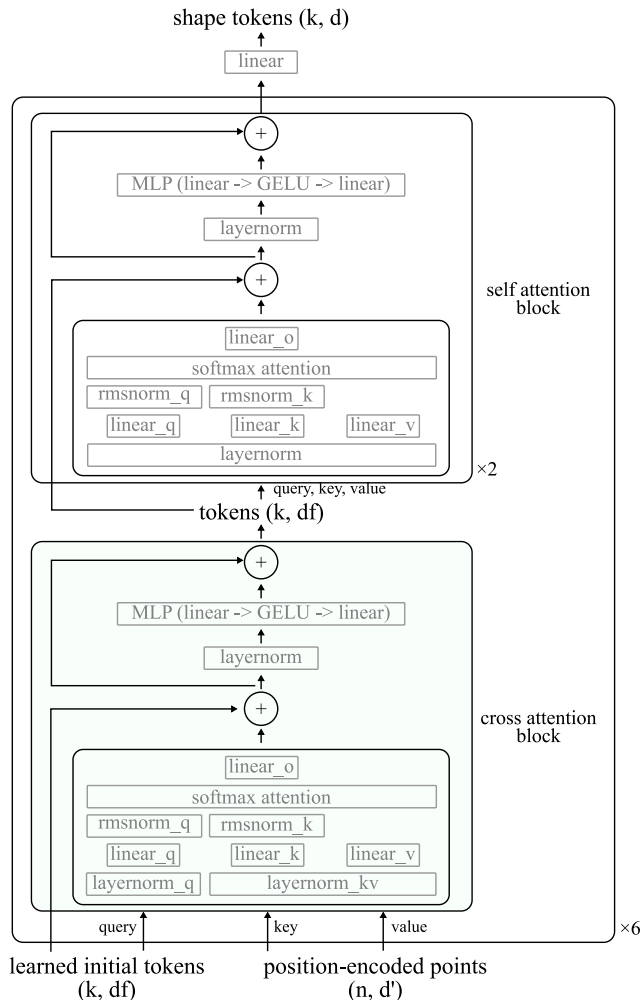 shape tokens (k, d)
linear
+
MLP (linear -> GELU -> linear)
layernorm
+
self attention
block
linear_o
softmax attention
rmsnorm_q rmsnorm_k
linear_q linear_k linear_v
layernorm
×2
query, key, value
tokens (k, df)
+
MLP (linear -> GELU -> linear)
layernorm
+
cross attention
block
linear_o
softmax attention
rmsnorm_q rmsnorm_k
linear_q linear_k linear_v
layernorm_q layernorm_kv
query key value
×6
learned initial tokens
(k, df)
position-encoded points
(n, d')